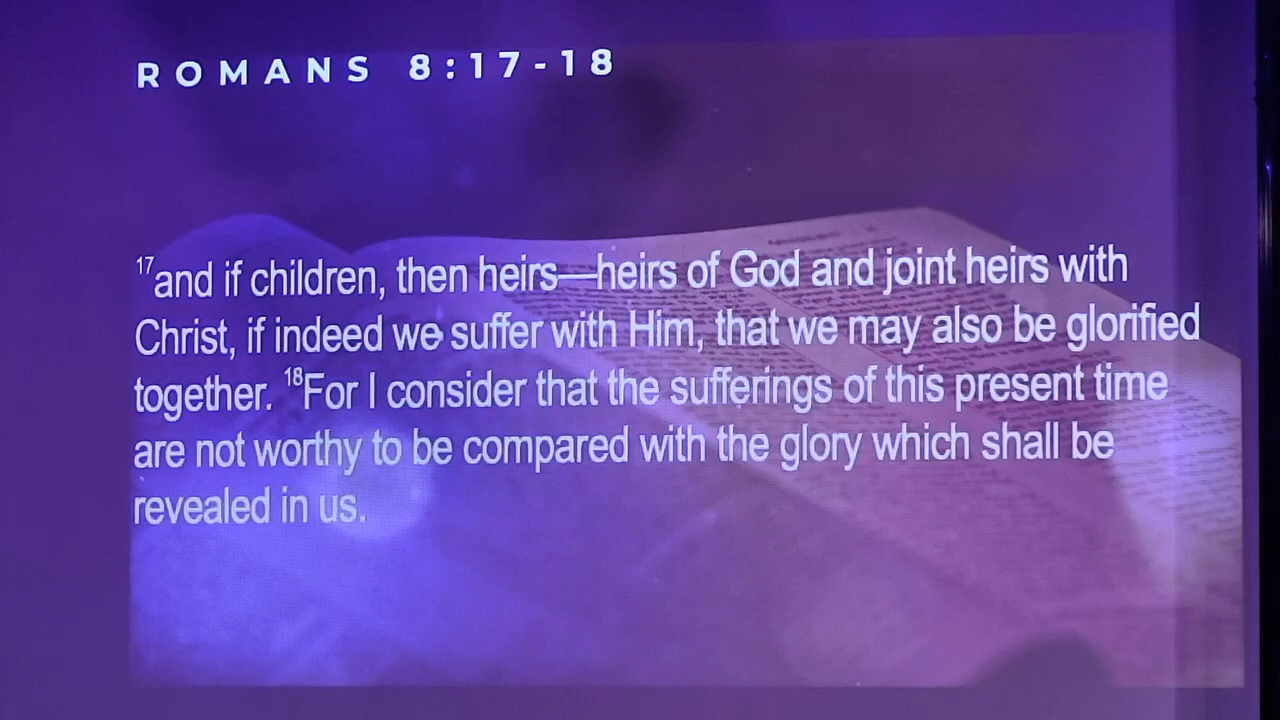 ROMANS 8:17-18
17and if children, then heirs—heirs of God and joint heirs with
Christ, if indeed we suffer with Him, that we may also be glorified
together. 18For I consider that the sufferings of this present time
are not worthy to be compared with the glory which shall be
revealed in us.